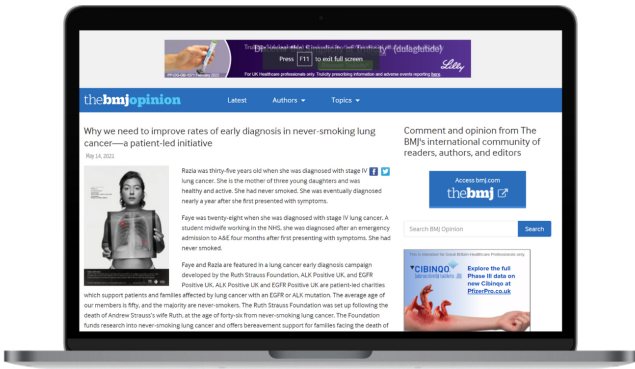 Press F11 to exit full screen
Lilly
For UK Healthcare professionals only. Trulicity prescribing information and adverse events reporting here.
thebmjopinion
Latest
Authors
Topics
Why we need to improve rates of early diagnosis in never-smoking lung
cancer—a patient-led initiative
May 14, 2021
Razia was thirty-five years old when she was diagnosed with stage IV
lung cancer. She is the mother of three young daughters and was
healthy and active. She had never smoked. She was eventually diagnosed
nearly a year after she first presented with symptoms.
Faye was twenty-eight when she was diagnosed with stage IV lung cancer. A
student midwife working in the NHS, she was diagnosed after an emergency
admission to A&E four months after first presenting with symptoms. She had
never smoked.
Faye and Razia are featured in a lung cancer early diagnosis campaign
developed by the Ruth Strauss Foundation, ALK Positive UK, and EGFR
Positive UK. ALK Positive UK and EGFR Positive UK are patient-led charities
which support patients and families affected by lung cancer with an EGFR or ALK mutation. The average age of
our members is fifty, and the majority are never-smokers. The Ruth Strauss Foundation was set up following the
death of Andrew Strauss's wife Ruth, at the age of forty-six from never-smoking lung cancer. The Foundation
funds research into never-smoking lung cancer and offers bereavement support for families facing the death of
Comment and opinion from The
BMJ's international community of
readers, authors, and editors
Access bmj.com
thebmj
Search BMJ Opinion
Search
This is intended for Great Britain Healthcare Professionals only.
CIBINQO
Explore the full
Phase III data on
new Cibinqo at
PfizerPro.co.uk